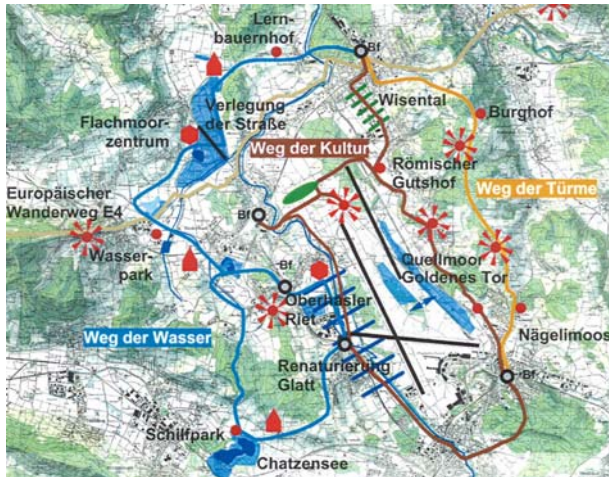 Lern-
bauernhof
Bf
Verlegung
der Straße
Wisental
Flachmoor-
zentrum
Burghof
Weg der Kultur
Römischer
Gutshof
Weg der Türme
Europäischer
Wanderweg E4
Bf
Wasser-
park
Quellmoor
Goldenes Tor
Bf
Oberhasler
Riet
Nägelimoos
Weg der Wasser
Renaturierung
Glatt
Bf
Schilfpark
Chatzensee